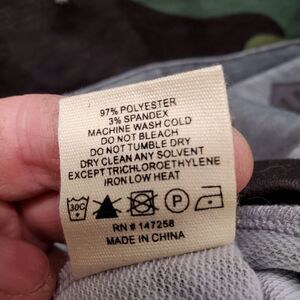 97% POLYESTER
3% SPANDEX
MACHINE WASH COLD
DO NOT BLEACH
DO NOT TUMBLE DRY
DRY CLEAN ANY SOLVENT
EXCEPT TRICHLOROETHYLENE
IRON LOW HEAT
30C P
RN # 147258
MADE IN CHINA